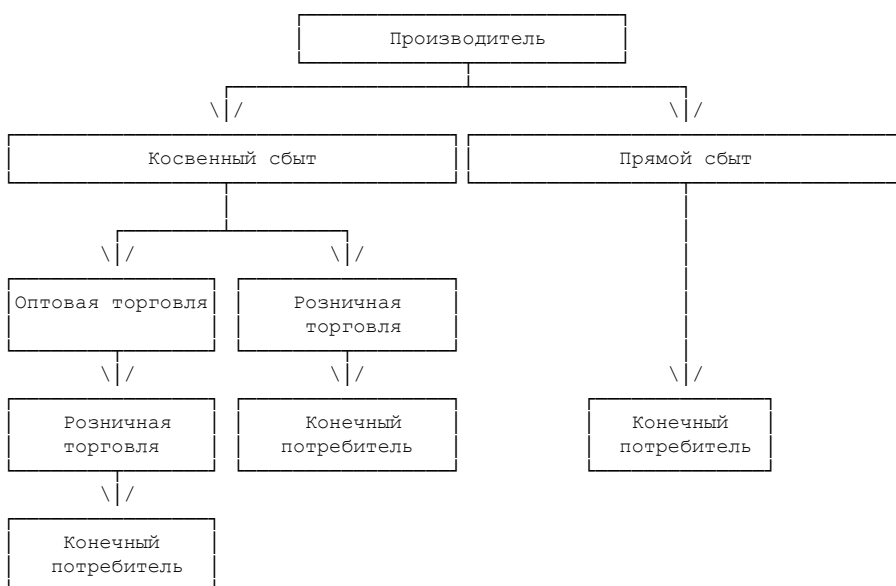 Производитель
Косвенный сбыт
Прямой сбыт
Оптовая торговля
Розничная
торговля
Розничная
торговля
Конечный
потребитель
Конечный
потребитель
Конечный
потребитель